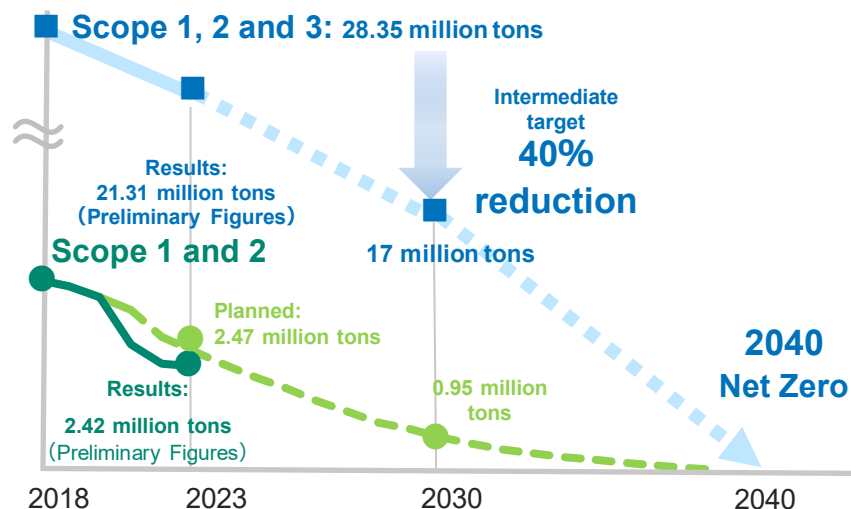 Scope 1, 2 and 3: 28.35 million tons
Intermediate
target
40%
reduction
Results:
21.31 million tons
(Preliminary Figures)
17 million tons
Scope 1 and 2
Planned:
2.47 million tons
0.95 million
tons
2040
Net Zero
Results:
2.42 million tons
(Preliminary Figures)
2018
2023
2030
2040